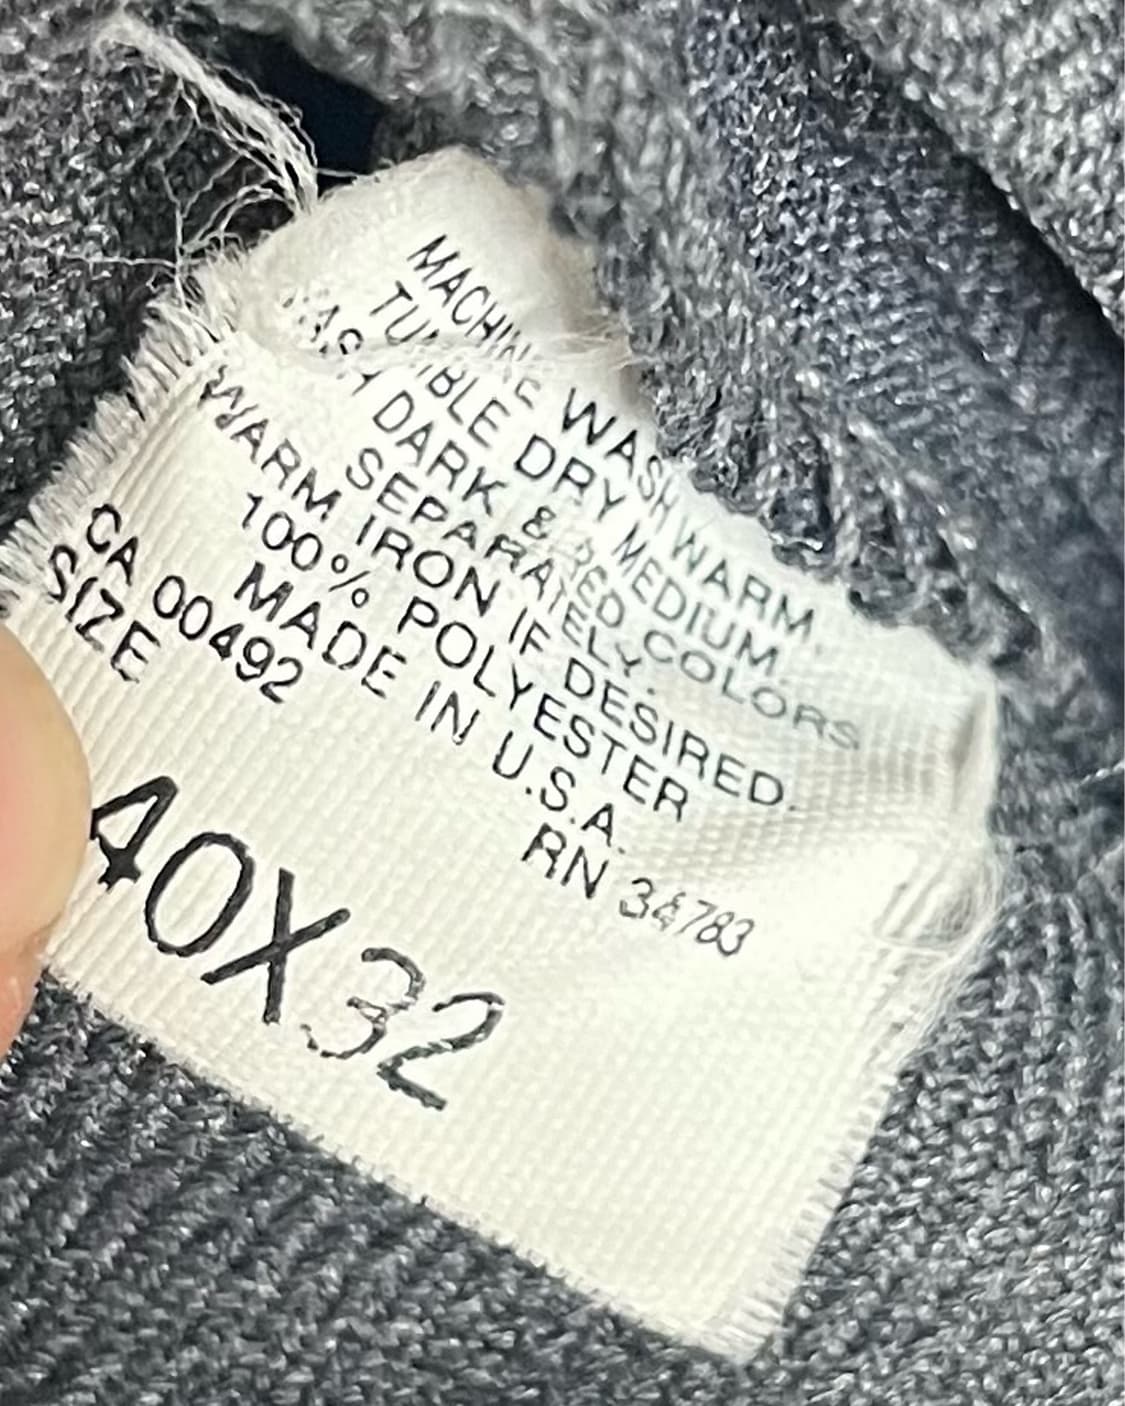 MACHINE WASH WARM.
TUMBLE DRY MEDIUM.
WASH DARK & RED COLORS
SEPARATELY.
WARM IRON IF DESIRED.
100% POLYESTER
MADE IN U.S.A.
CA 00492 RN 34783
SIZE
40X32